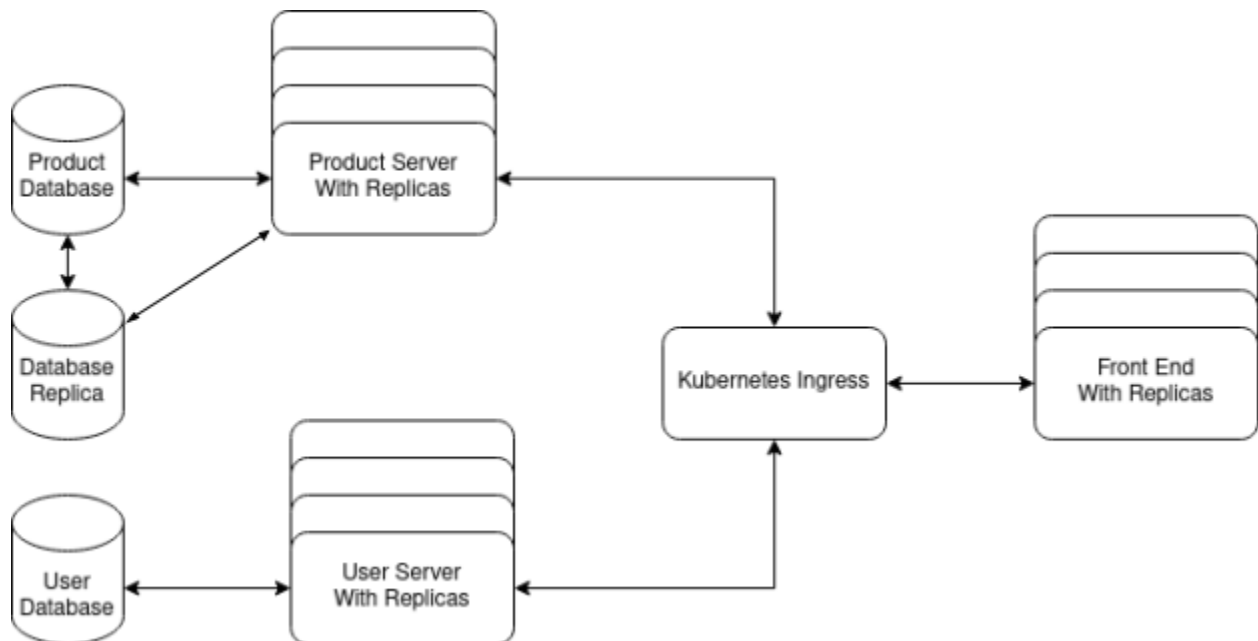 Product
Database
Product Server
With Replicas
Database
Replica
Kubernetes Ingress
Front End
With Replicas
User
Database
User Server
With Replicas